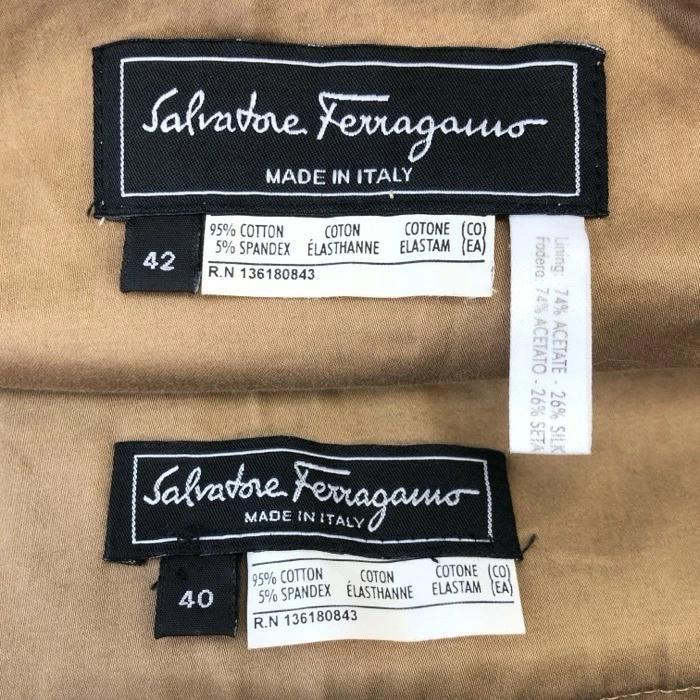 Salvatore Ferragamo
MADE IN ITALY
42
95% COTTON COTON COTONE (CO)
5% SPANDEX ÉLASTHANNE ELASTAM (EA)
R.N 136180843
Lining: 74% ACETATE - 26% SILK
Fodera: 74% ACETATO - 26% SETA
Salvatore Ferragamo
MADE IN ITALY
40
95% COTTON COTON COTONE (CO)
5% SPANDEX ÉLASTHANNE ELASTAM (EA)
R.N 136180843